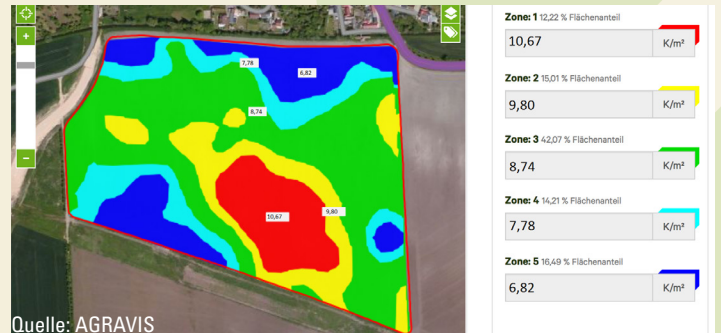 +
−
7,78
6,82
8,74
10,67
9,80
Quelle: AGRAVIS
Zone: 1 12,22 % Flächenanteil
10,67 K/m²
Zone: 2 15,01 % Flächenanteil
9,80 K/m²
Zone: 3 42,07 % Flächenanteil
8,74 K/m²
Zone: 4 14,21 % Flächenanteil
7,78 K/m²
Zone: 5 16,49 % Flächenanteil
6,82 K/m²